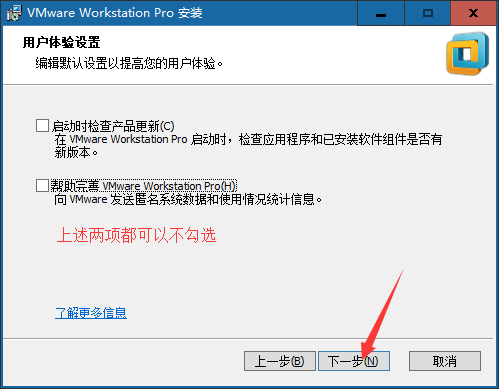 VMware Workstation Pro 安装
用户体验设置
编辑默认设置以提高您的用户体验。
启动时检查产品更新(C)
在 VMware Workstation Pro 启动时，检查应用程序和已安装软件组件是否有
新版本。
帮助完善 VMware Workstation Pro(H)
向 VMware 发送匿名系统数据和使用情况统计信息。
上述两项都可以不勾选
了解更多信息
上一步(B)
下一步(N)
取消